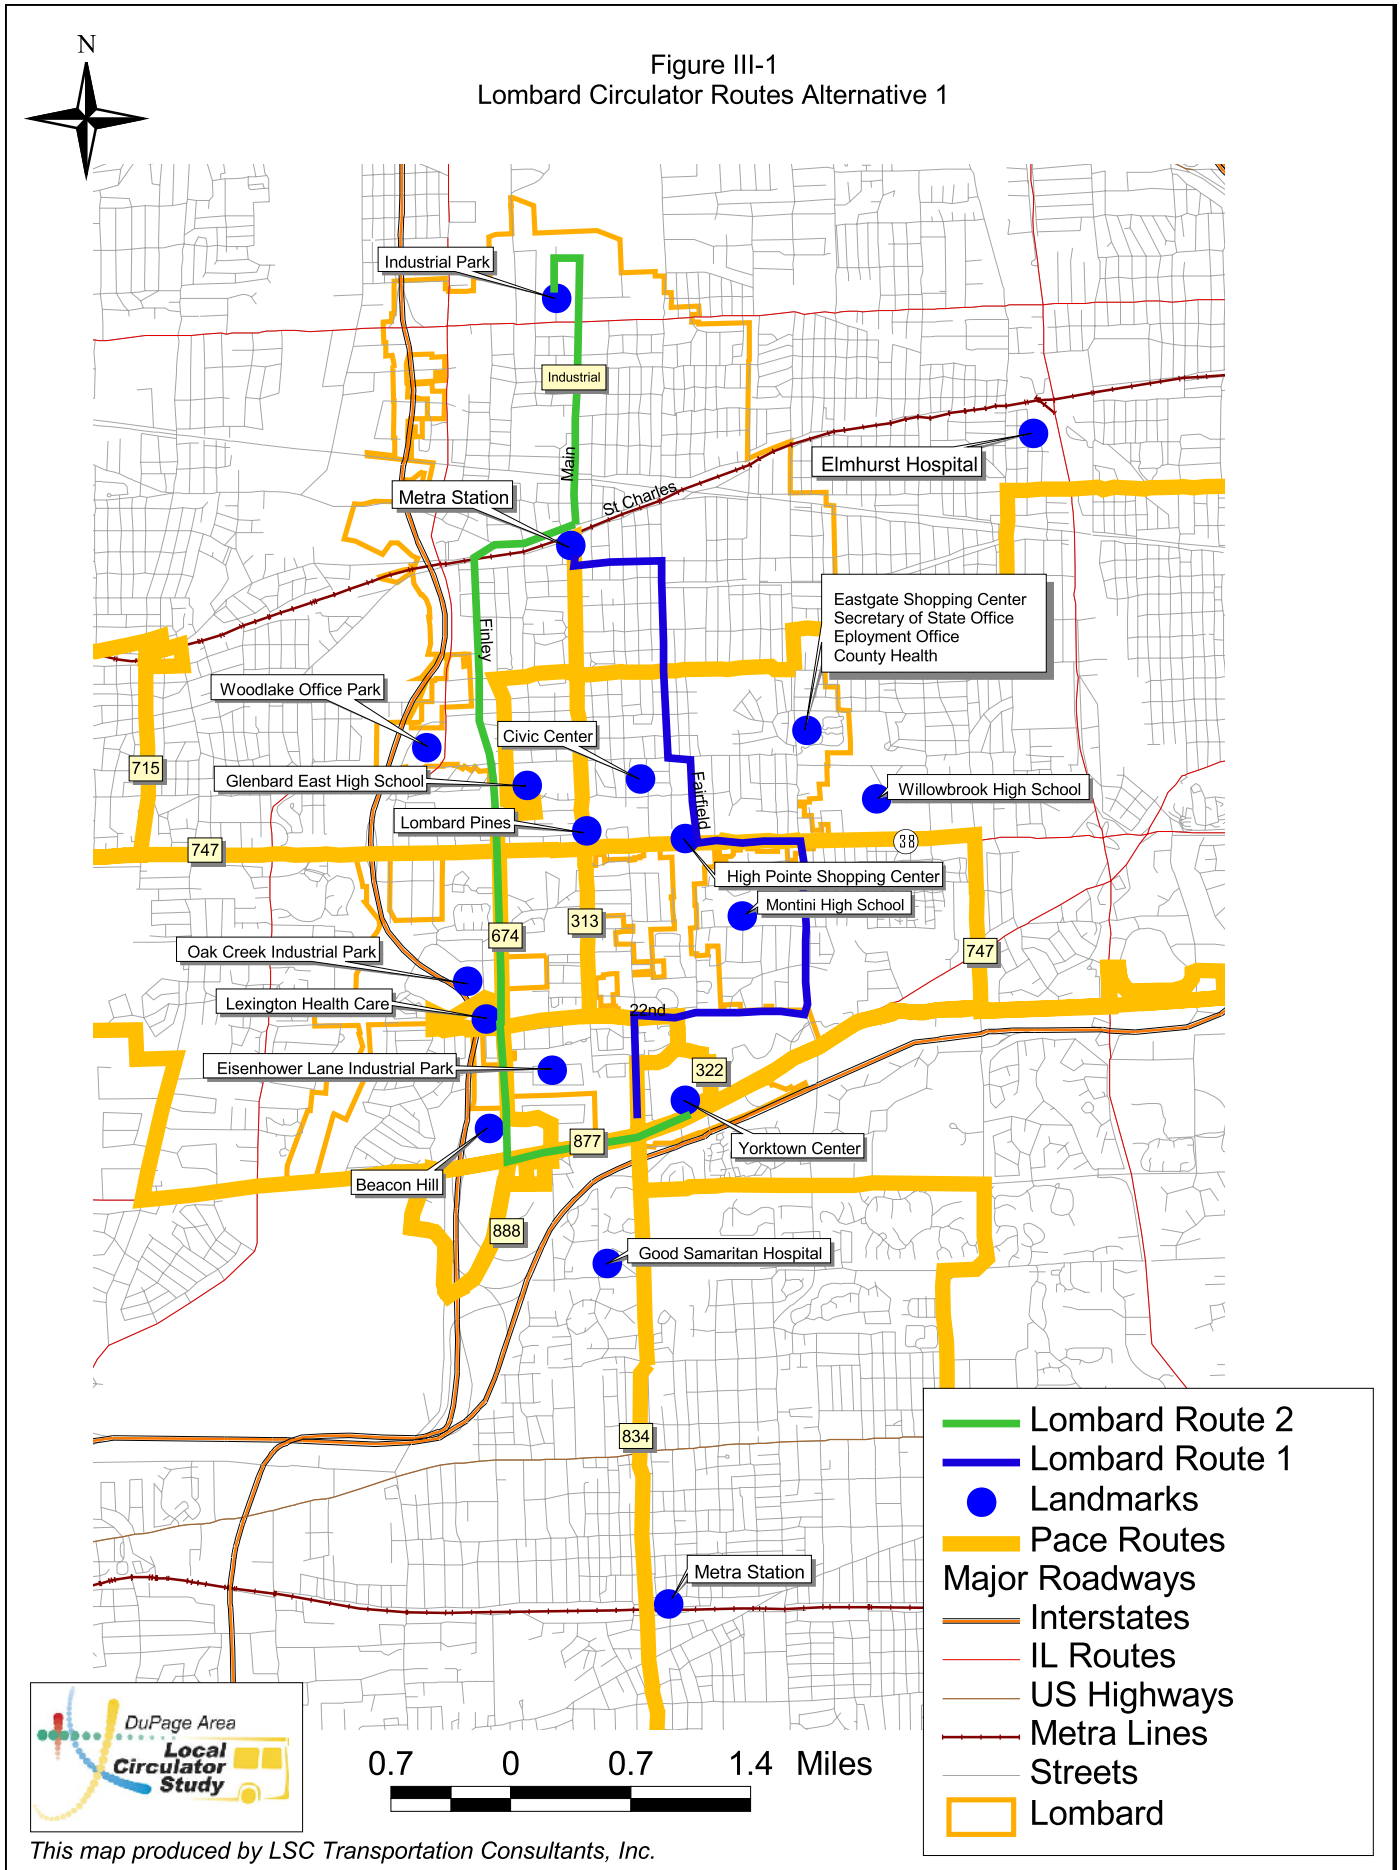 N
Figure III-1
Lombard Circulator Routes Alternative 1
Industrial Park
Industrial
Main
Elmhurst Hospital
Metra Station
St Charles
Eastgate Shopping Center
Secretary of State Office
Eployment Office
County Health
Finley
Woodlake Office Park
Civic Center
715
Glenbard East High School
Fairfield
Willowbrook High School
Lombard Pines
747
38
High Pointe Shopping Center
Montini High School
674
313
747
Oak Creek Industrial Park
Lexington Health Care
22nd
Eisenhower Lane Industrial Park
322
877
Yorktown Center
Beacon Hill
888
Good Samaritan Hospital
834
Metra Station
Lombard Route 2
Lombard Route 1
Landmarks
Pace Routes
Major Roadways
Interstates
IL Routes
US Highways
Metra Lines
Streets
Lombard
DuPage Area
Local
Circulator
Study
0.7 0 0.7 1.4 Miles
This map produced by LSC Transportation Consultants, Inc.